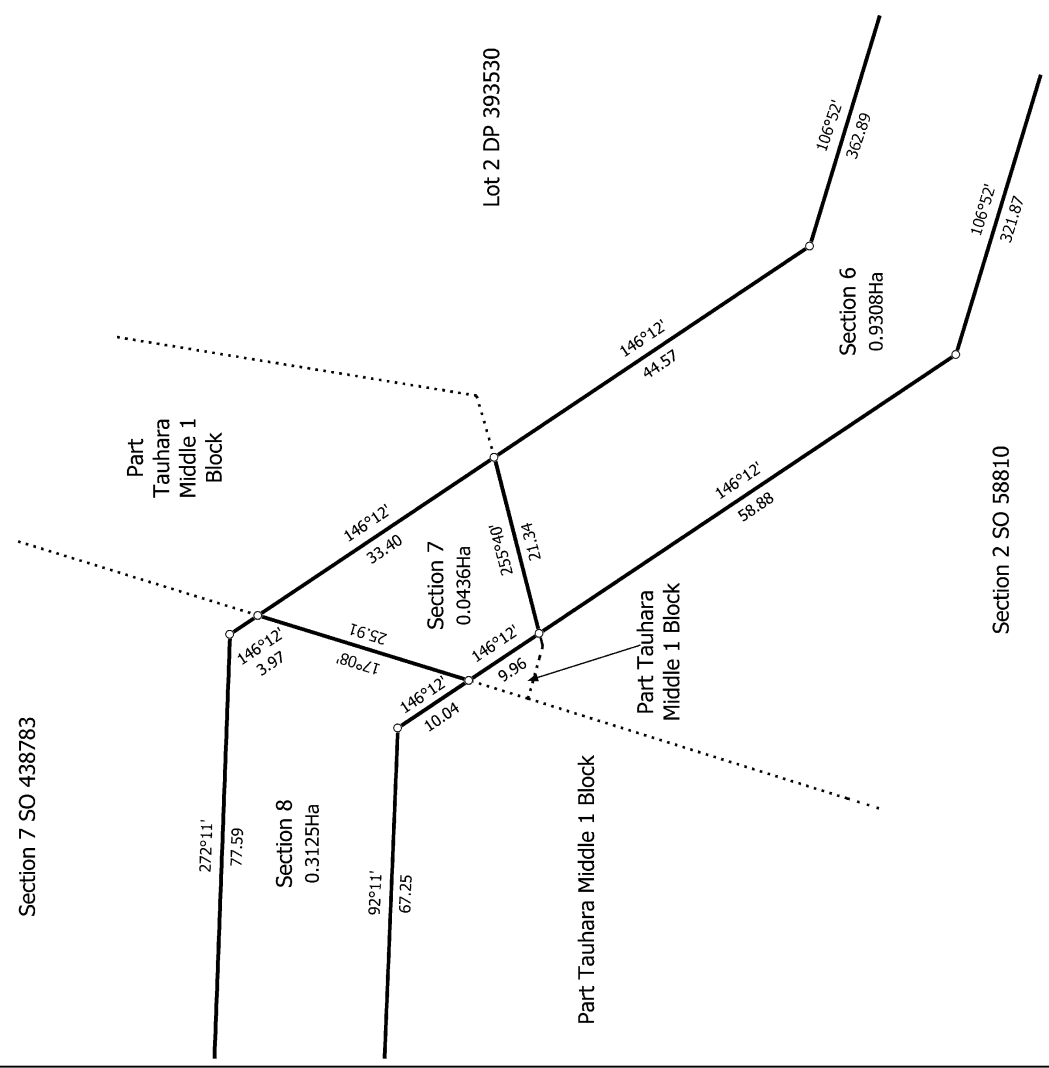 Lot 2 DP 393530
106°52'
362.89
106°52'
321.87
Section 6
0.9308Ha
146°12'
44.57
146°12'
58.88
Section 2 SO 58810
Part
Tauhara
Middle 1
Block
146°12'
33.40
255°40'
21.34
Section 7
0.0436Ha
17°08'
25.91
146°12'
3.97
146°12'
9.96
146°12'
10.04
Part Tauhara
Middle 1 Block
Section 7 SO 438783
272°11'
77.59
Section 8
0.3125Ha
92°11'
67.25
Part Tauhara Middle 1 Block